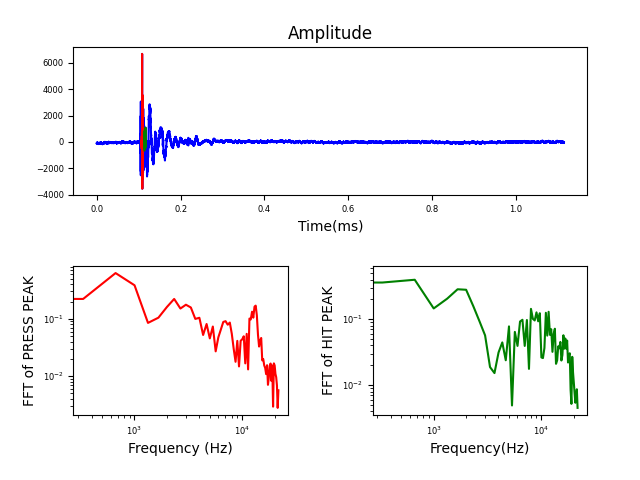 Amplitude
6000
4000
2000
0
−2000
−4000
0.0 0.2 0.4 0.6 0.8 1.0
Time(ms)
FFT of PRESS PEAK
10⁻¹
10⁻²
10³ 10⁴
Frequency (Hz)
FFT of HIT PEAK
10⁻¹
10⁻²
10³ 10⁴
Frequency(Hz)